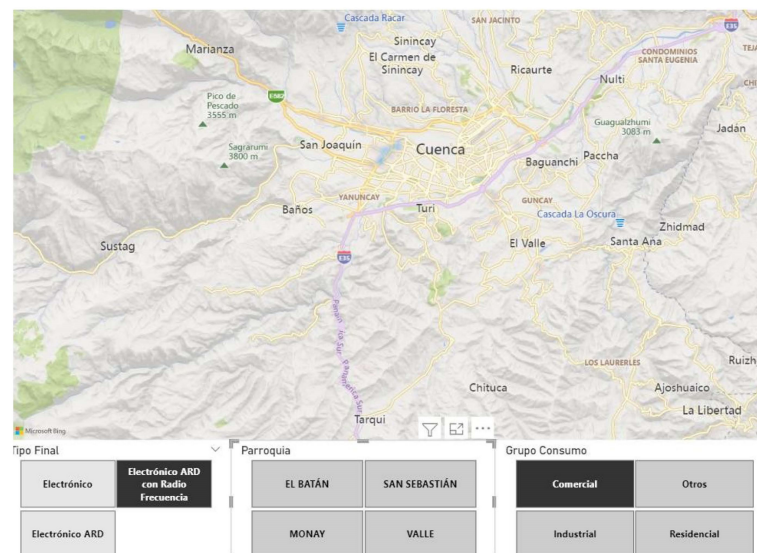 Cascada Racar
SAN JACINTO
E35
Sinincay
Marianza
El Carmen de
Sinincay
CONDOMINIOS
SANTA EUGENIA
Ricaurte
Nulti
Pico de
Pescado
3555 m
E582
BARRIO LA FLORESTA
Guagualzhumi
3083 m
Jadán
Sagrarumi
3800 m
San Joaquín
Cuenca
Baguanchi
Paccha
YANUNCAY
GUNCAY
Baños
Turi
Cascada La Oscura
Zhidmad
Sustag
El Valle
Santa Ana
E35
Panamericana Sur
LOS LAURERLES
Ruizh
Chituca
Ajoshuaico
La Libertad
Tarqui
Microsoft Bing
Tipo Final
Parroquia
Grupo Consumo
Electrónico
Electrónico ARD
con Radio
Frecuencia
EL BATÁN
SAN SEBASTIÁN
Comercial
Otros
Electrónico ARD
MONAY
VALLE
Industrial
Residencial